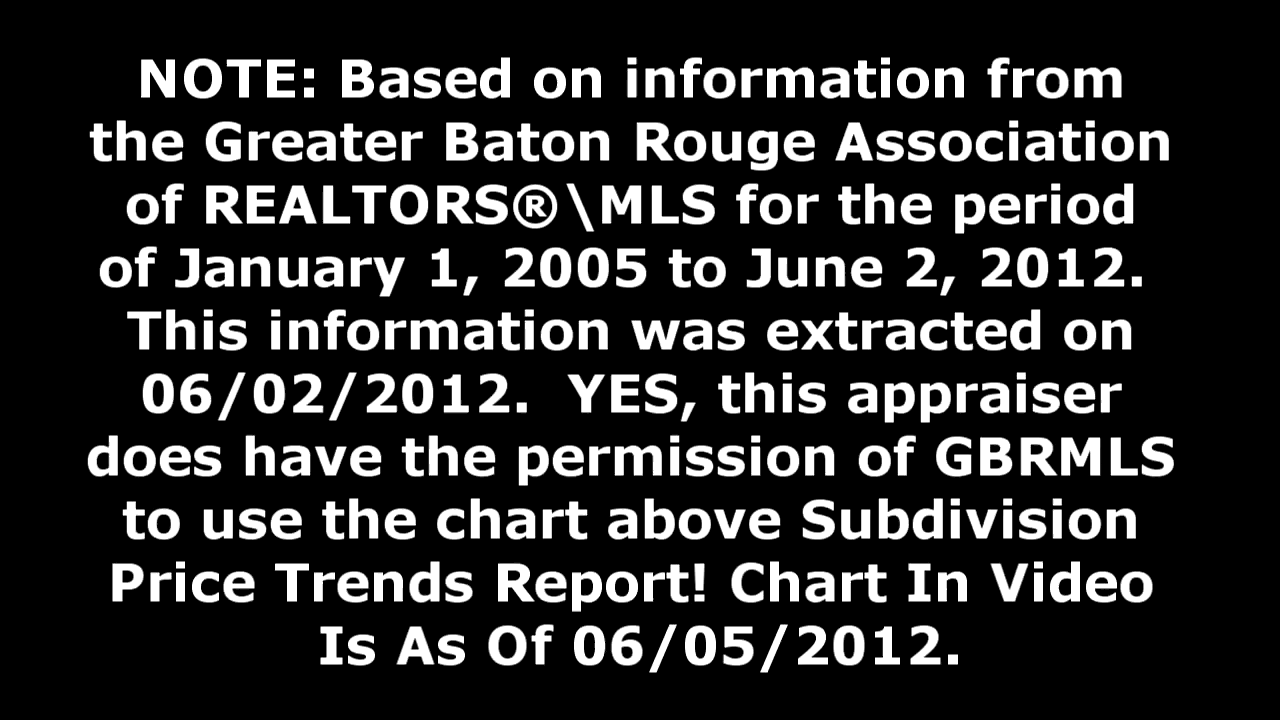 NOTE: Based on information from
the Greater Baton Rouge Association
of REALTORS®\MLS for the period
of January 1, 2005 to June 2, 2012.
This information was extracted on
06/02/2012.  YES, this appraiser
does have the permission of GBRMLS
to use the chart above Subdivision
Price Trends Report! Chart In Video
Is As Of 06/05/2012.